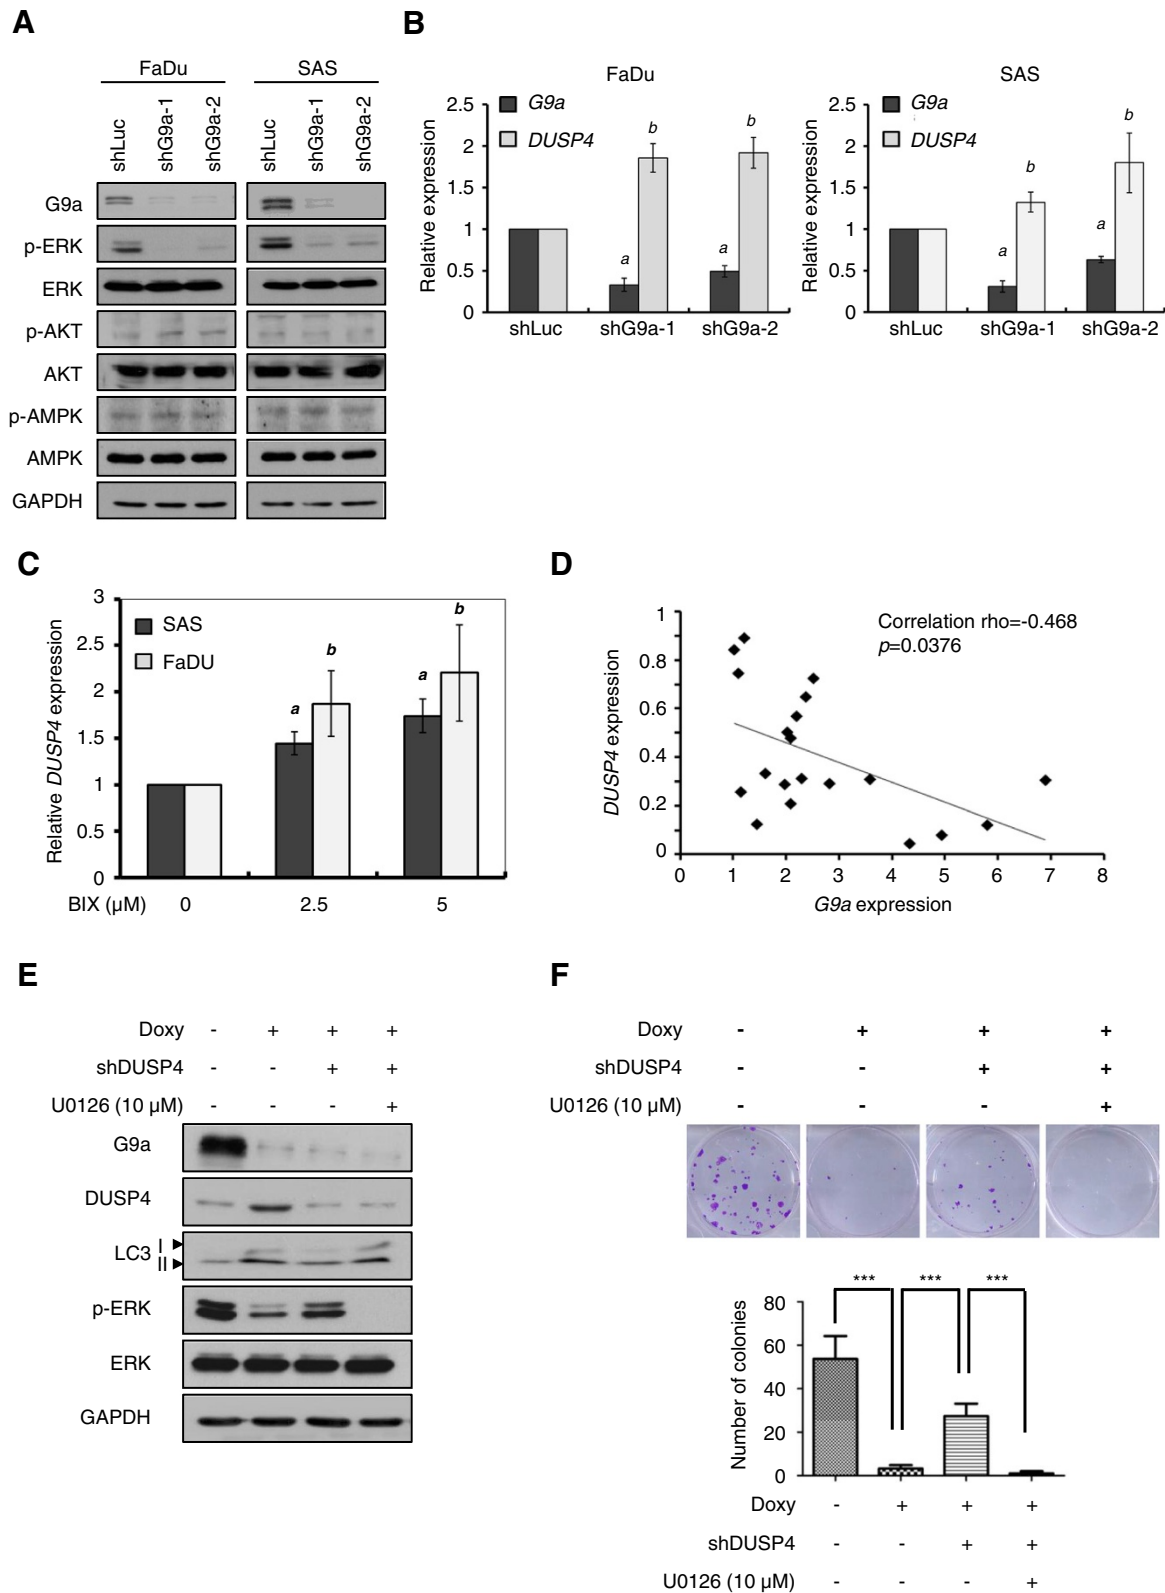 A
FaDu SAS
shLuc shG9a-1 shG9a-2 shLuc shG9a-1 shG9a-2
G9a
p-ERK
ERK
p-AKT
AKT
p-AMPK
AMPK
GAPDH
B
FaDu
Relative expression
G9a
DUSP4
2.5
2
1.5
1
0.5
0
a b a b
shLuc shG9a-1 shG9a-2
SAS
Relative expression
G9a
DUSP4
2.5
2
1.5
1
0.5
0
a b a b
shLuc shG9a-1 shG9a-2
C
Relative DUSP4 expression
SAS
FaDU
3
2.5
2
1.5
1
0.5
0
a b a b
BIX (μM) 0 2.5 5
D
Correlation rho=-0.468
p=0.0376
DUSP4 expression
1
0.8
0.6
0.4
0.2
0
0 1 2 3 4 5 6 7 8
G9a expression
E
Doxy - + + +
shDUSP4 - - + +
U0126 (10 μM) - - - +
G9a
DUSP4
LC3 I
II
p-ERK
ERK
GAPDH
F
Doxy - + + +
shDUSP4 - - + +
U0126 (10 μM) - - - +
*** *** ***
Number of colonies
80
60
40
20
0
Doxy - + + +
shDUSP4 - - + +
U0126 (10 μM) - - - +